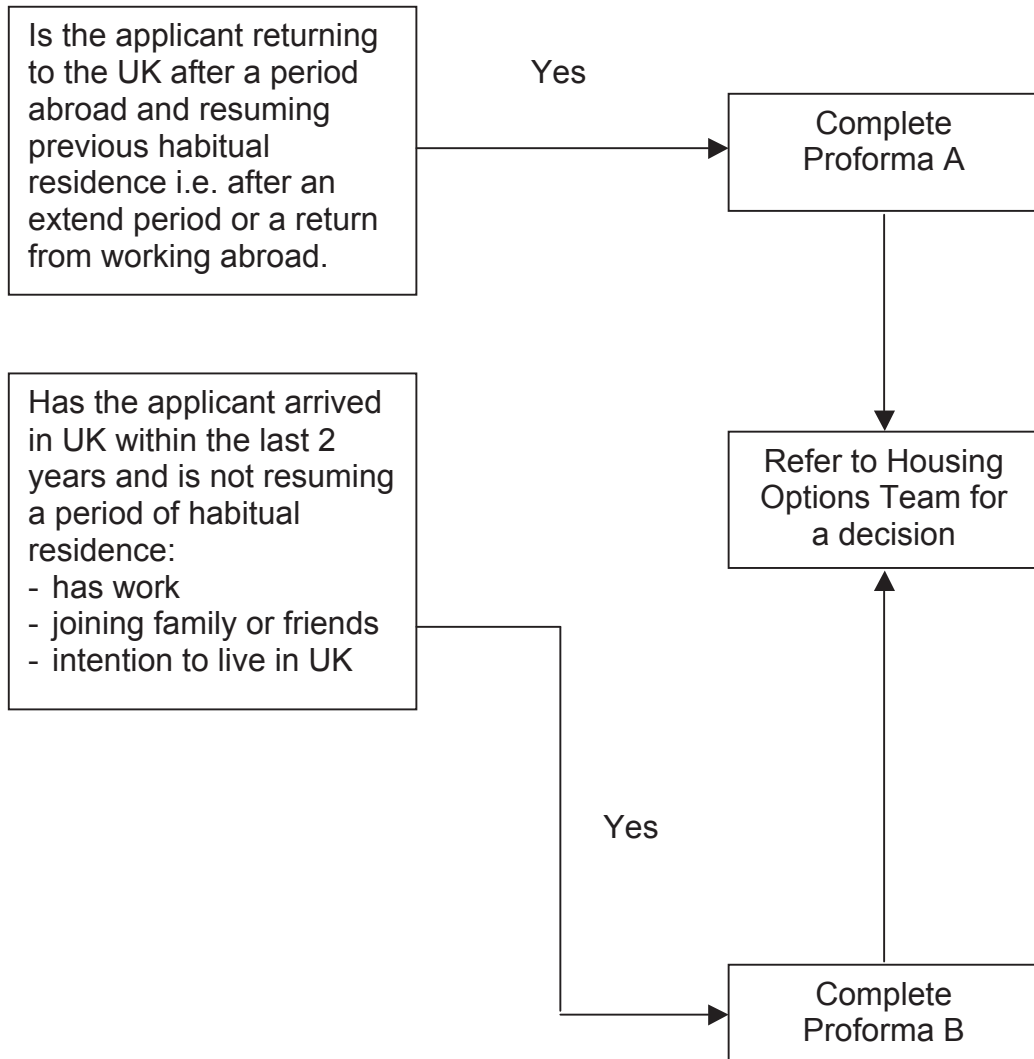 Is the applicant returning
to the UK after a period
abroad and resuming
previous habitual
residence i.e. after an
extend period or a return
from working abroad.
Yes
Complete
Proforma A
Has the applicant arrived
in UK within the last 2
years and is not resuming
a period of habitual
residence:
- has work
- joining family or friends
- intention to live in UK
Refer to Housing
Options Team for
a decision
Yes
Complete
Proforma B